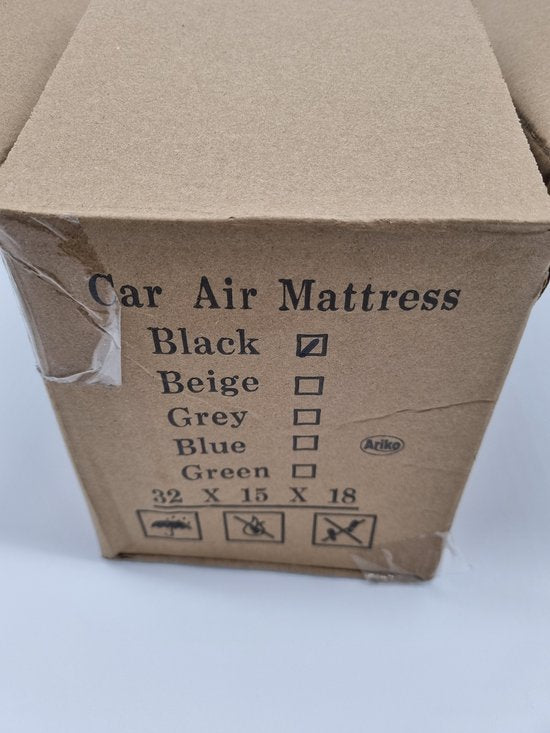 Car Air Mattress
Black
Beige
Grey
Blue
Ariko
Green
32 X 15 X 18